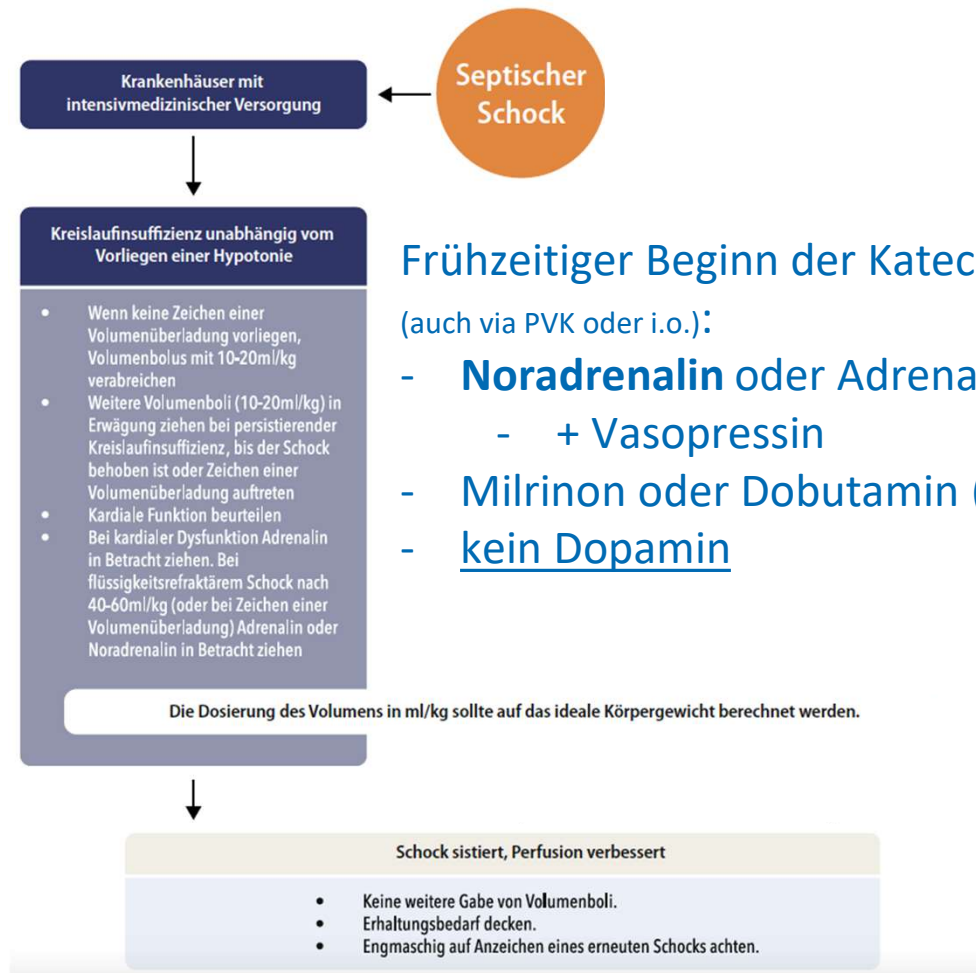 Septischer
Schock
Krankenhäuser mit
intensivmedizinischer Versorgung
Kreislaufinsuffizienz unabhängig vom
Vorliegen einer Hypotonie
• Wenn keine Zeichen einer
Volumenüberladung vorliegen,
Volumenbolus mit 10-20ml/kg
verabreichen
• Weitere Volumenboli (10-20ml/kg) in
Erwägung ziehen bei persistierender
Kreislaufinsuffizienz, bis der Schock
behoben ist oder Zeichen einer
Volumenüberladung auftreten
• Kardiale Funktion beurteilen
• Bei kardialer Dysfunktion Adrenalin
in Betracht ziehen. Bei
flüssigkeitsrefraktärem Schock nach
40-60ml/kg (oder bei Zeichen einer
Volumenüberladung) Adrenalin oder
Noradrenalin in Betracht ziehen
Frühzeitiger Beginn der Katec
(auch via PVK oder i.o.):
- Noradrenalin oder Adrena
- + Vasopressin
- Milrinon oder Dobutamin (
- kein Dopamin
Die Dosierung des Volumens in ml/kg sollte auf das ideale Körpergewicht berechnet werden.
Schock sistiert, Perfusion verbessert
• Keine weitere Gabe von Volumenboli.
• Erhaltungsbedarf decken.
• Engmaschig auf Anzeichen eines erneuten Schocks achten.